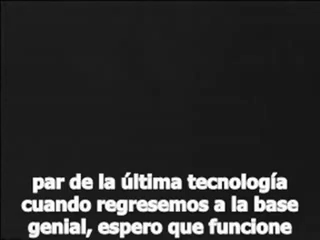 par de la última tecnología
cuando regresemos a la base
genial, espero que funcione